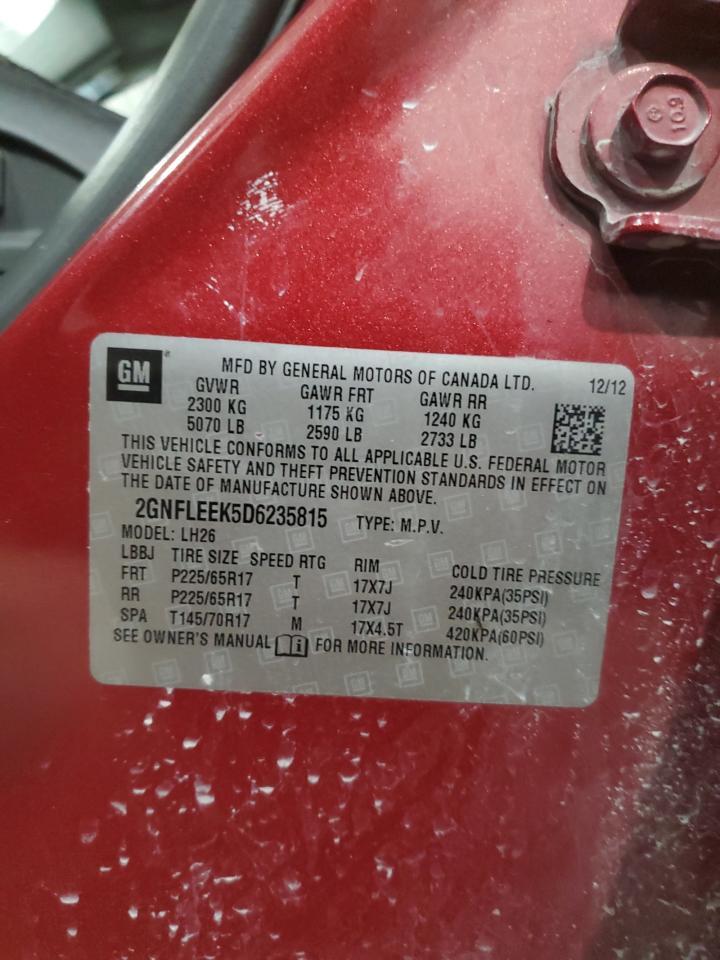 10.9
GM
MFD BY GENERAL MOTORS OF CANADA LTD. 12/12
GVWR GAWR FRT GAWR RR
2300 KG 1175 KG 1240 KG
5070 LB 2590 LB 2733 LB
THIS VEHICLE CONFORMS TO ALL APPLICABLE U.S. FEDERAL MOTOR
VEHICLE SAFETY AND THEFT PREVENTION STANDARDS IN EFFECT ON
THE DATE OF MANUFACTURE SHOWN ABOVE.
2GNFLEEK5D6235815 TYPE: M.P.V.
MODEL: LH26
LBBJ TIRE SIZE SPEED RTG RIM COLD TIRE PRESSURE
FRT P225/65R17 T 17X7J 240KPA(35PSI)
RR P225/65R17 T 17X7J 240KPA(35PSI)
SPA T145/70R17 M 17X4.5T 420KPA(60PSI)
SEE OWNER'S MANUAL FOR MORE INFORMATION.